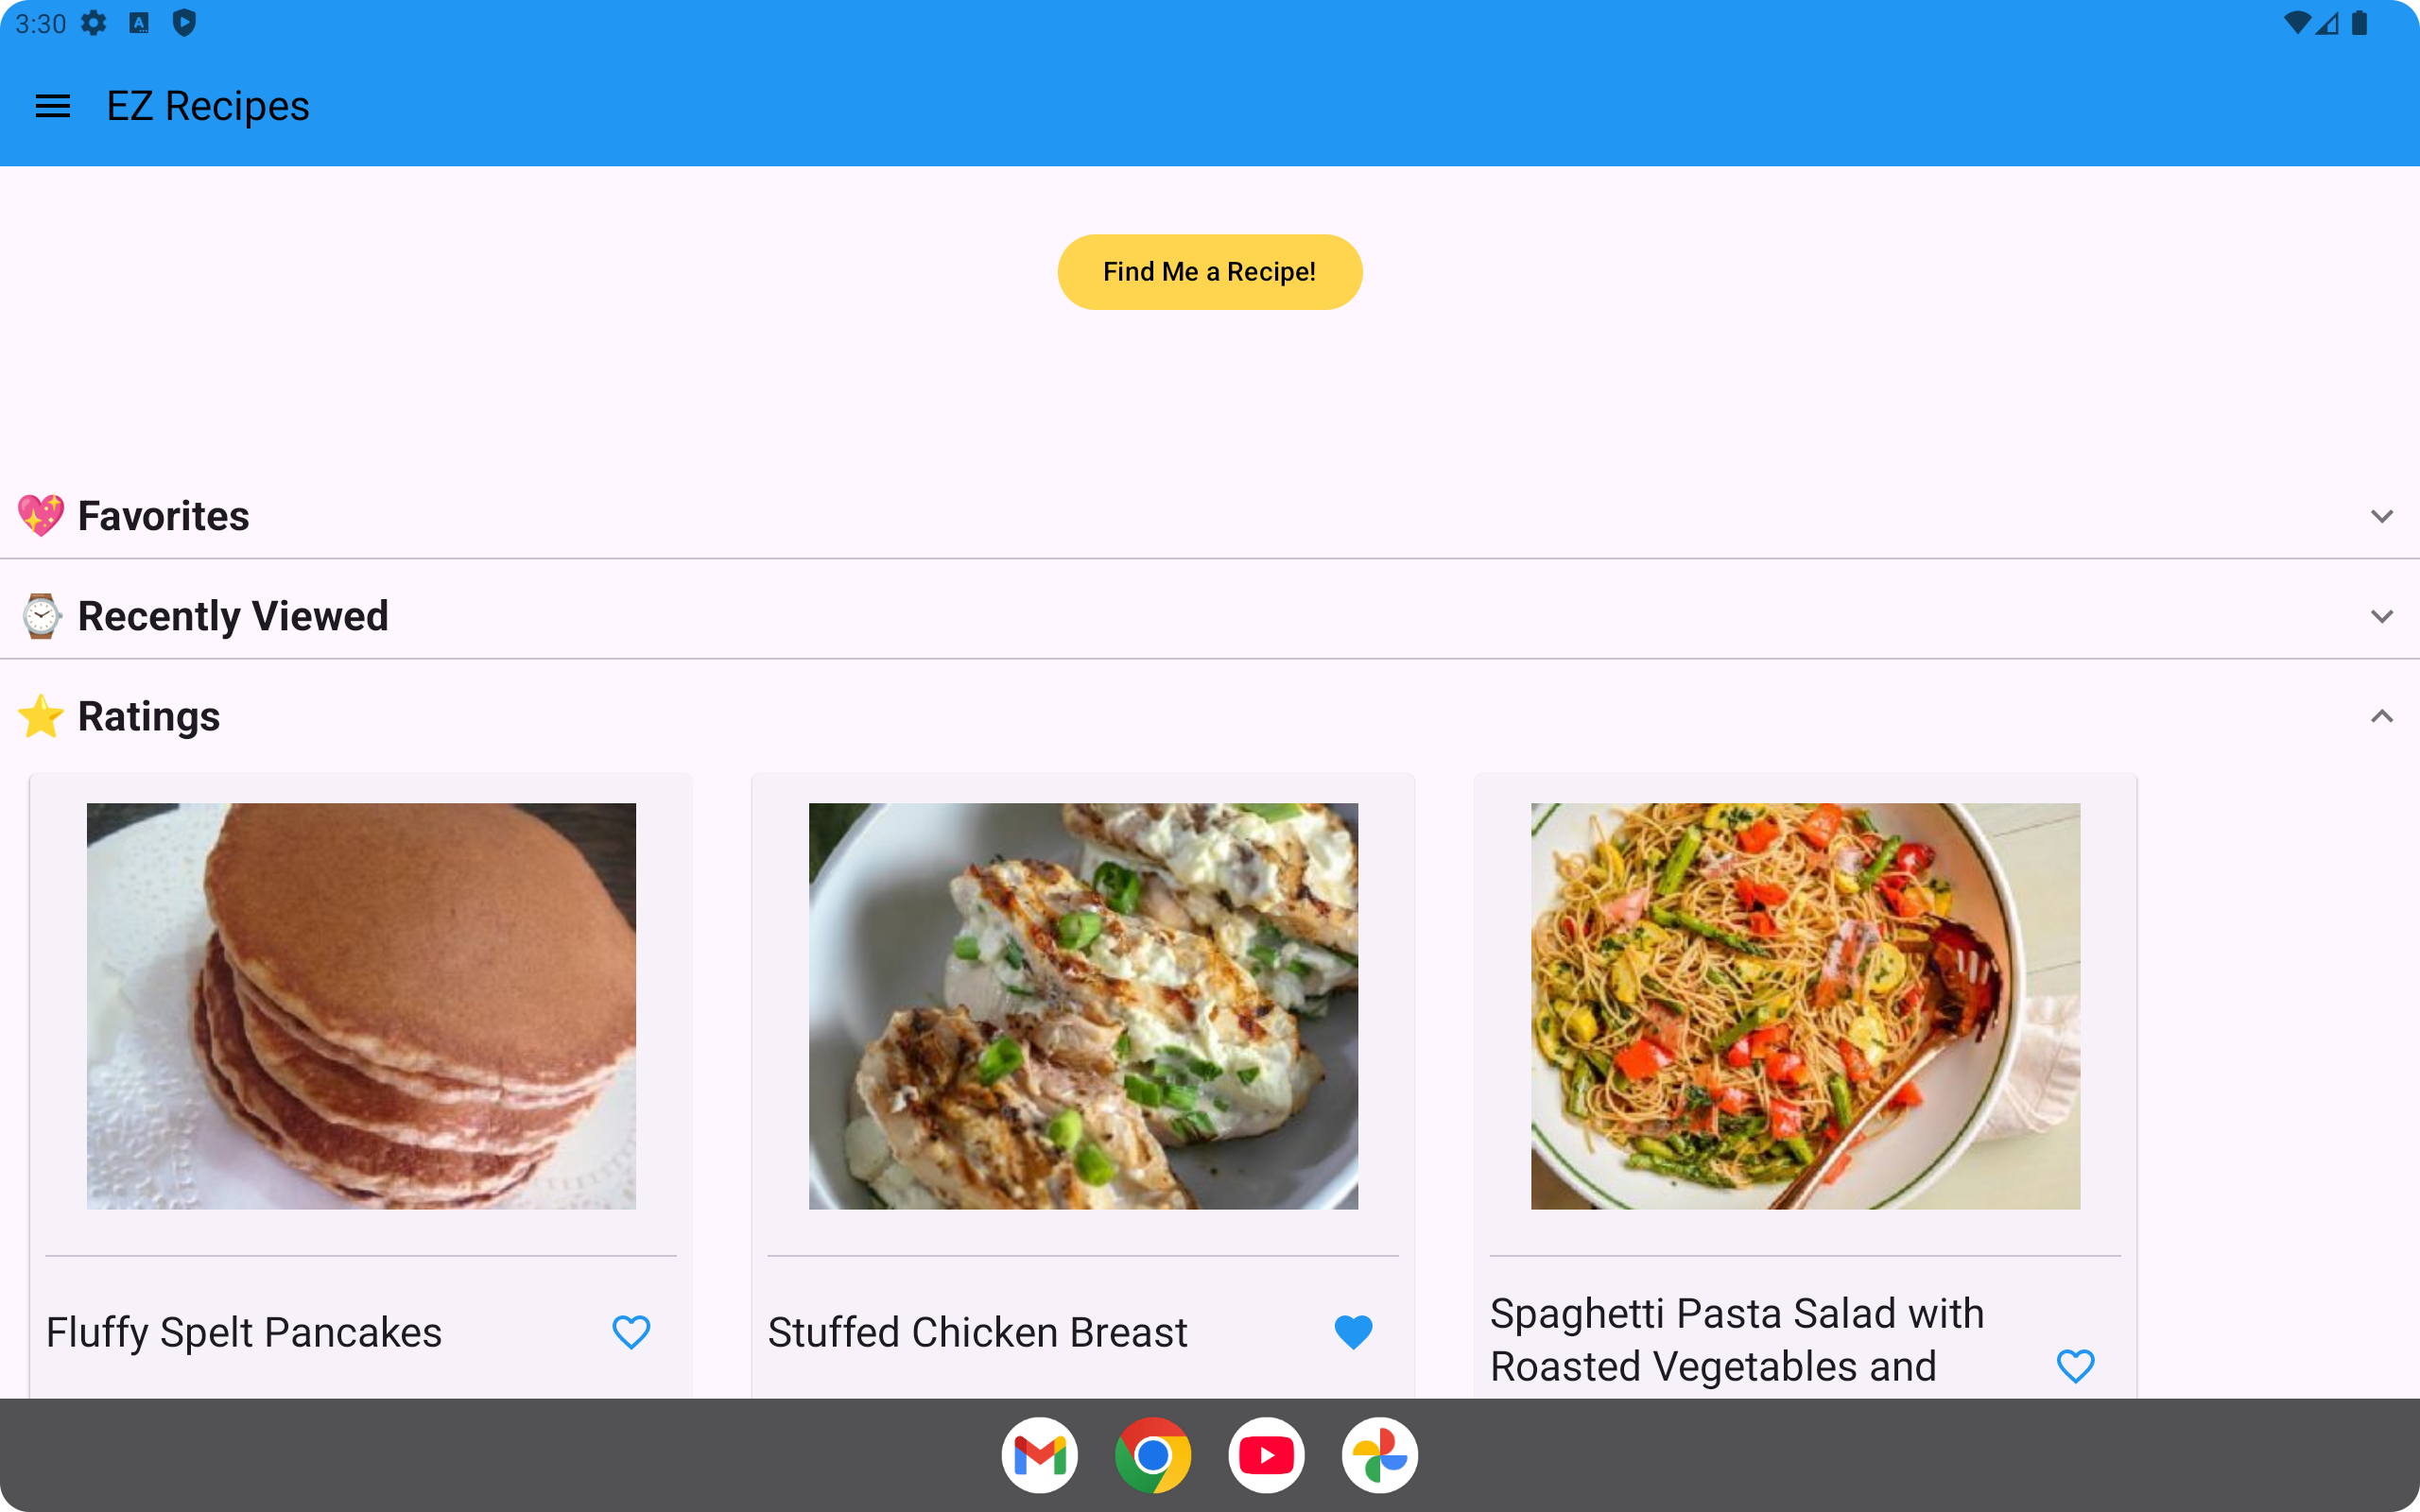 3:30
EZ Recipes
Find Me a Recipe!
Favorites
Recently Viewed
Ratings
Fluffy Spelt Pancakes
Stuffed Chicken Breast
Spaghetti Pasta Salad with
Roasted Vegetables and